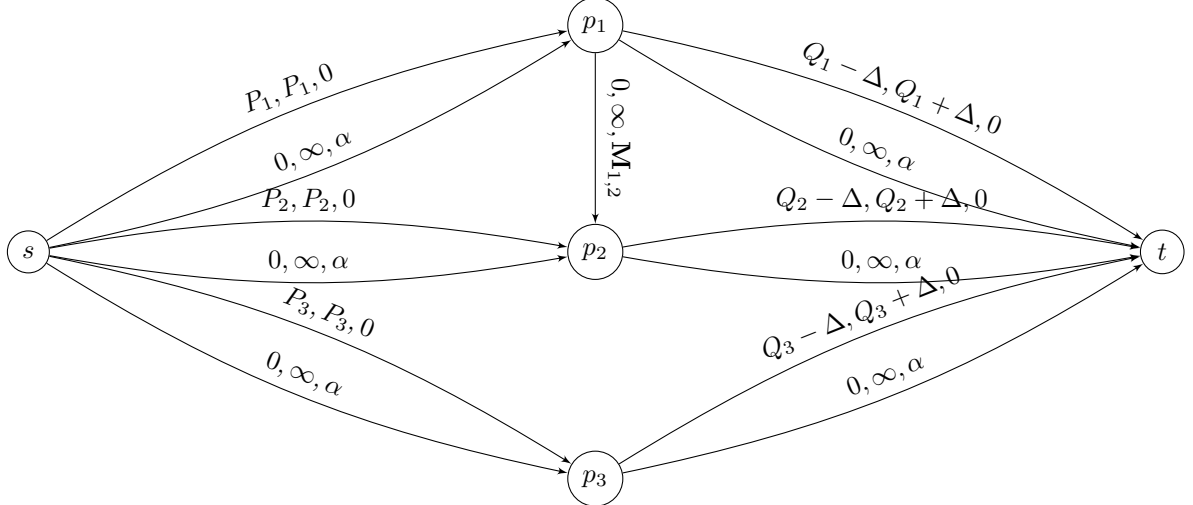 p₁
P₁, P₁, 0
Q₁ − Δ, Q₁ + Δ, 0
0, ∞, α
0, ∞, α
0, ∞, M₁,₂
P₂, P₂, 0
Q₂ − Δ, Q₂ + Δ, 0
s
p₂
t
0, ∞, α
0, ∞, α
P₃, P₃, 0
Q₃ − Δ, Q₃ + Δ, 0
0, ∞, α
0, ∞, α
p₃